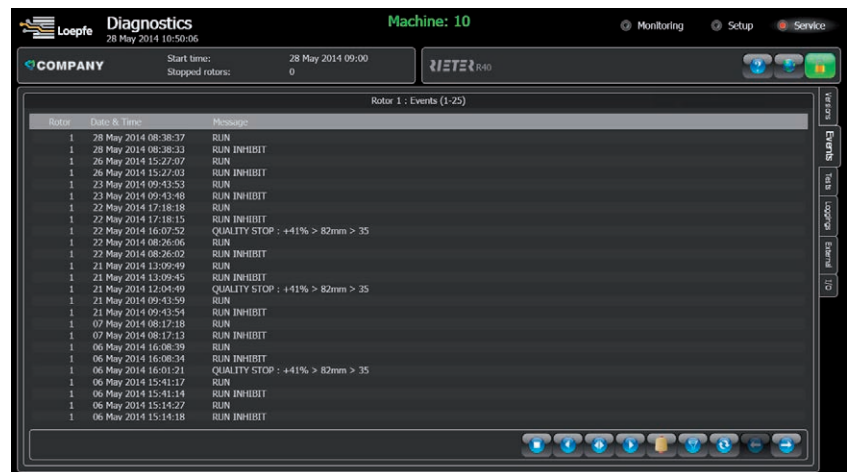 Loepfe Diagnostics Machine: 10 Monitoring Setup Service
28 May 2014 10:50:06
COMPANY Start time: 28 May 2014 09:00 RIETER R40
Stopped rotors: 0
Rotor 1 : Events (1-25)
Rotor Date & Time Message
1 28 May 2014 08:38:37 RUN
1 28 May 2014 08:38:33 RUN INHIBIT
1 26 May 2014 15:27:07 RUN
1 26 May 2014 15:27:03 RUN INHIBIT
1 23 May 2014 09:43:53 RUN
1 23 May 2014 09:43:48 RUN INHIBIT
1 22 May 2014 17:18:18 RUN
1 22 May 2014 17:18:15 RUN INHIBIT
1 22 May 2014 16:07:52 QUALITY STOP : +41% > 82mm > 35
1 22 May 2014 08:26:06 RUN
1 22 May 2014 08:26:02 RUN INHIBIT
1 21 May 2014 13:09:49 RUN
1 21 May 2014 13:09:45 RUN INHIBIT
1 21 May 2014 12:04:49 QUALITY STOP : +41% > 82mm > 35
1 21 May 2014 09:43:59 RUN
1 21 May 2014 09:43:54 RUN INHIBIT
1 07 May 2014 08:17:18 RUN
1 07 May 2014 08:17:13 RUN INHIBIT
1 06 May 2014 16:08:39 RUN
1 06 May 2014 16:08:34 RUN INHIBIT
1 06 May 2014 16:01:21 QUALITY STOP : +41% > 82mm > 35
1 06 May 2014 15:41:17 RUN
1 06 May 2014 15:41:14 RUN INHIBIT
1 06 May 2014 15:14:27 RUN
1 06 May 2014 15:14:18 RUN INHIBIT
Versions
Events
Tests
Loggings
External
I/O